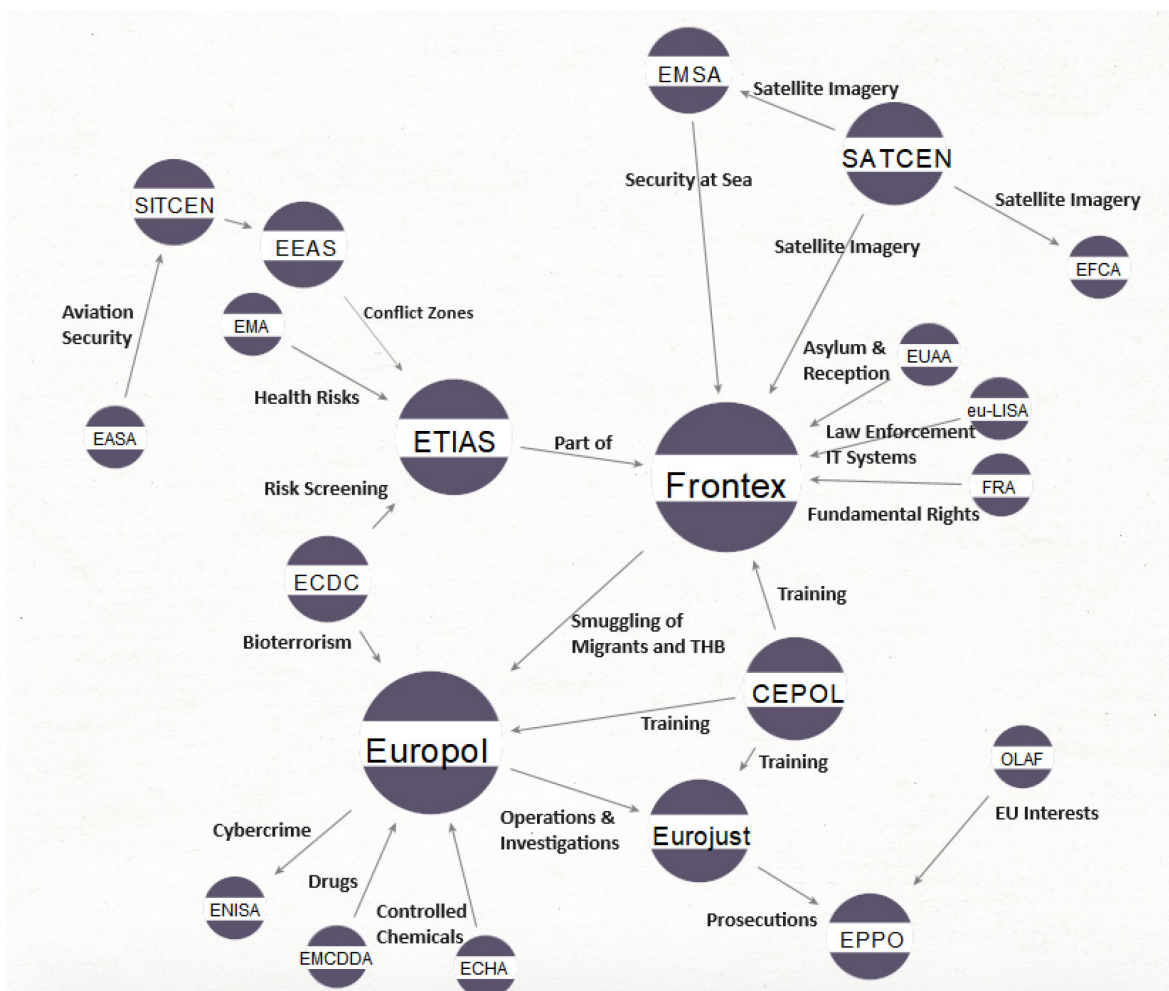 EMSA
Satellite Imagery
SATCEN
Security at Sea
SITCEN
Satellite Imagery
EEAS
Satellite Imagery
EFCA
Aviation
Security
EMA
Conflict Zones
Asylum &
Reception
EUAA
Health Risks
eu-LISA
EASA
ETIAS
Part of
Law Enforcement
IT Systems
Frontex
FRA
Risk Screening
Fundamental Rights
ECDC
Training
Bioterrorism
Smuggling of
Migrants and THB
CEPOL
Europol
Training
Training
OLAF
Cybercrime
Operations &
Investigations
Eurojust
EU Interests
Drugs
ENISA
Controlled
Chemicals
Prosecutions
EPPO
EMCDDA
ECHA